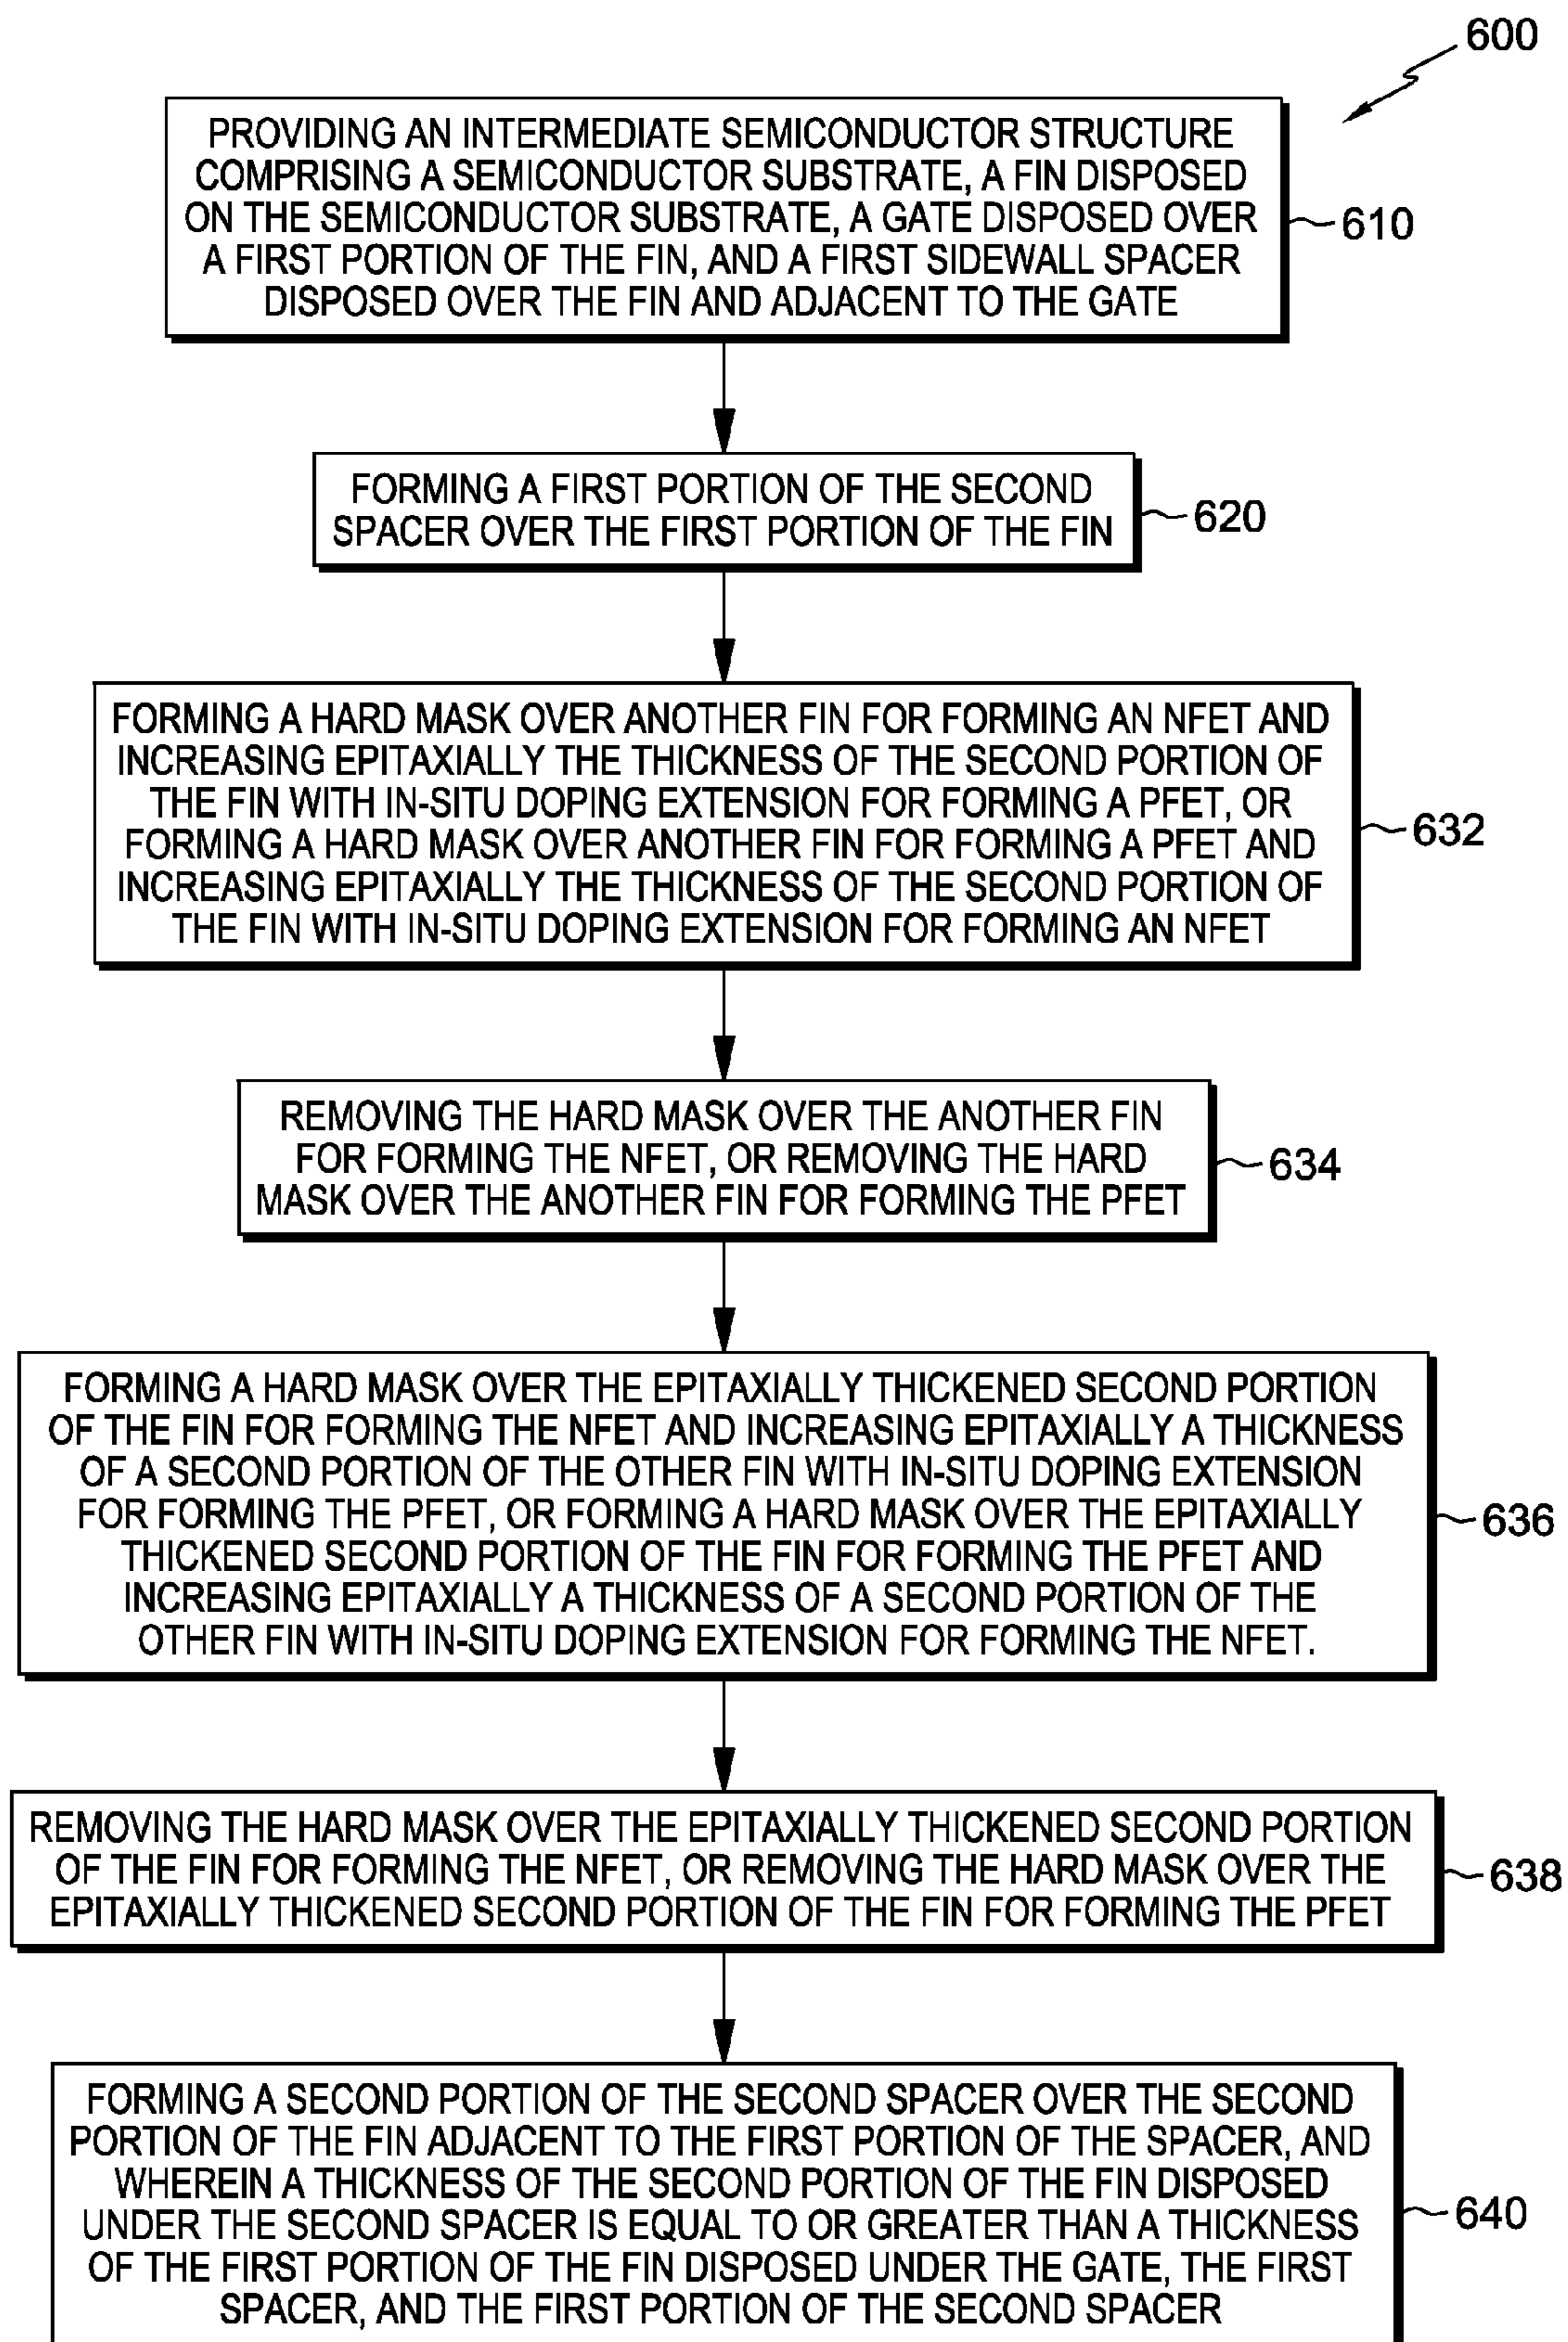 600
PROVIDING AN INTERMEDIATE SEMICONDUCTOR STRUCTURE
COMPRISING A SEMICONDUCTOR SUBSTRATE, A FIN DISPOSED
ON THE SEMICONDUCTOR SUBSTRATE, A GATE DISPOSED OVER
A FIRST PORTION OF THE FIN, AND A FIRST SIDEWALL SPACER
DISPOSED OVER THE FIN AND ADJACENT TO THE GATE
610
FORMING A FIRST PORTION OF THE SECOND
SPACER OVER THE FIRST PORTION OF THE FIN
620
FORMING A HARD MASK OVER ANOTHER FIN FOR FORMING AN NFET AND
INCREASING EPITAXIALLY THE THICKNESS OF THE SECOND PORTION OF
THE FIN WITH IN-SITU DOPING EXTENSION FOR FORMING A PFET, OR
FORMING A HARD MASK OVER ANOTHER FIN FOR FORMING A PFET AND
INCREASING EPITAXIALLY THE THICKNESS OF THE SECOND PORTION OF
THE FIN WITH IN-SITU DOPING EXTENSION FOR FORMING AN NFET
632
REMOVING THE HARD MASK OVER THE ANOTHER FIN
FOR FORMING THE NFET, OR REMOVING THE HARD
MASK OVER THE ANOTHER FIN FOR FORMING THE PFET
634
FORMING A HARD MASK OVER THE EPITAXIALLY THICKENED SECOND PORTION
OF THE FIN FOR FORMING THE NFET AND INCREASING EPITAXIALLY A THICKNESS
OF A SECOND PORTION OF THE OTHER FIN WITH IN-SITU DOPING EXTENSION
FOR FORMING THE PFET, OR FORMING A HARD MASK OVER THE EPITAXIALLY
THICKENED SECOND PORTION OF THE FIN FOR FORMING THE PFET AND
INCREASING EPITAXIALLY A THICKNESS OF A SECOND PORTION OF THE
OTHER FIN WITH IN-SITU DOPING EXTENSION FOR FORMING THE NFET.
636
REMOVING THE HARD MASK OVER THE EPITAXIALLY THICKENED SECOND PORTION
OF THE FIN FOR FORMING THE NFET, OR REMOVING THE HARD MASK OVER THE
EPITAXIALLY THICKENED SECOND PORTION OF THE FIN FOR FORMING THE PFET
638
FORMING A SECOND PORTION OF THE SECOND SPACER OVER THE SECOND
PORTION OF THE FIN ADJACENT TO THE FIRST PORTION OF THE SPACER, AND
WHEREIN A THICKNESS OF THE SECOND PORTION OF THE FIN DISPOSED
UNDER THE SECOND SPACER IS EQUAL TO OR GREATER THAN A THICKNESS
OF THE FIRST PORTION OF THE FIN DISPOSED UNDER THE GATE, THE FIRST
SPACER, AND THE FIRST PORTION OF THE SECOND SPACER
640